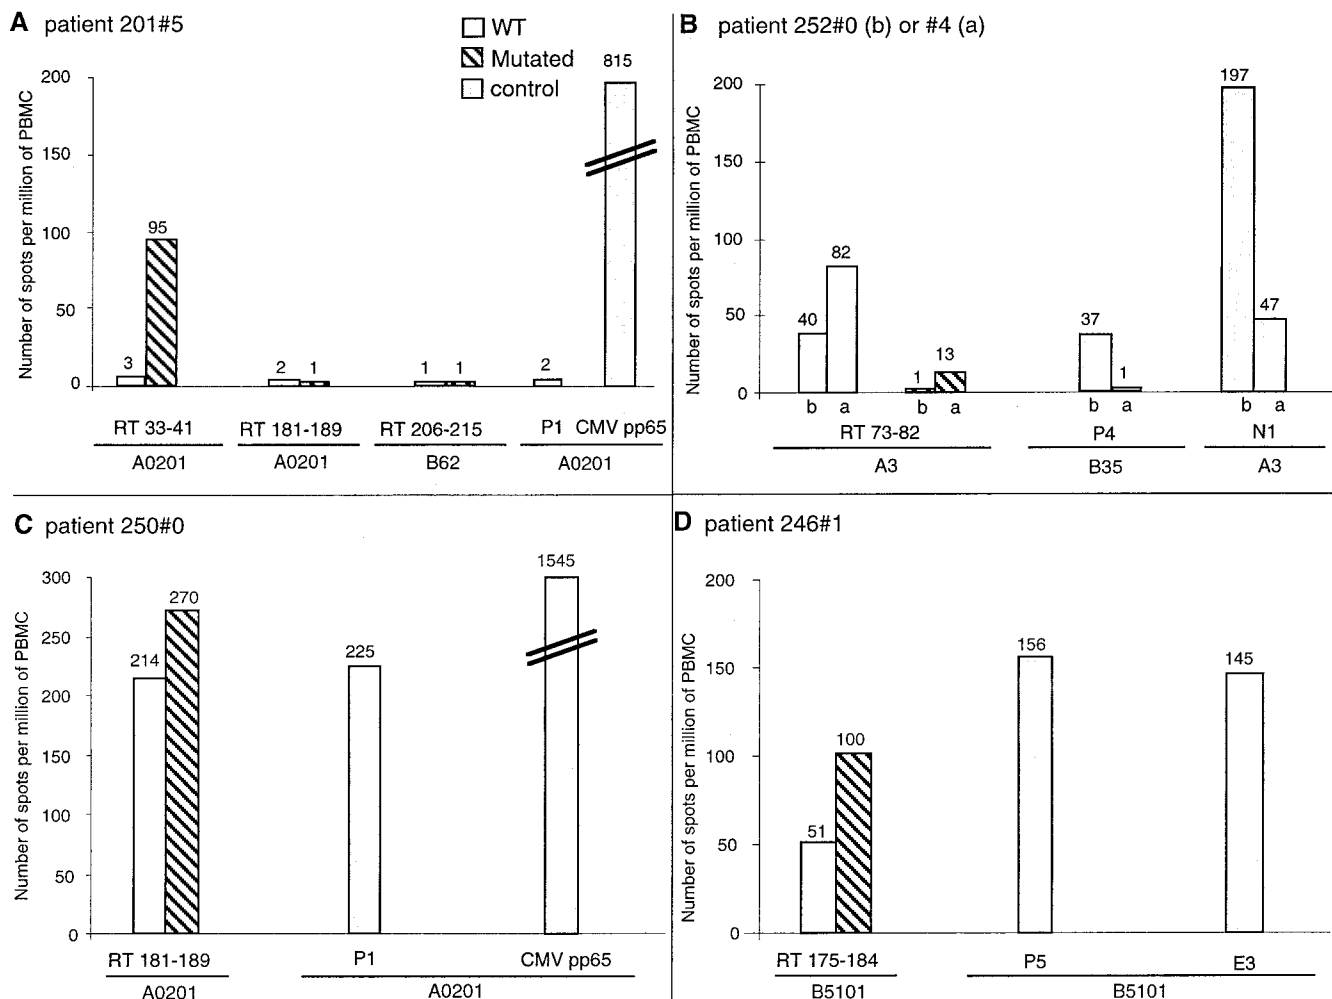 A patient 201#5
WT
Mutated
control
Number of spots per million of PBMC
200
150
100
50
0
3
95
2
1
1
1
2
815
RT 33-41
RT 181-189
RT 206-215
P1
CMV pp65
A0201
A0201
B62
A0201
B patient 252#0 (b) or #4 (a)
Number of spots per million of PBMC
200
150
100
50
0
40
82
1
13
37
1
197
47
b a b a b a b a
RT 73-82
P4
N1
A3
B35
A3
C patient 250#0
Number of spots per million of PBMC
300
250
200
150
100
50
0
214
270
225
1545
RT 181-189
P1
CMV pp65
A0201
A0201
D patient 246#1
Number of spots per million of PBMC
200
150
100
50
0
51
100
156
145
RT 175-184
P5
E3
B5101
B5101